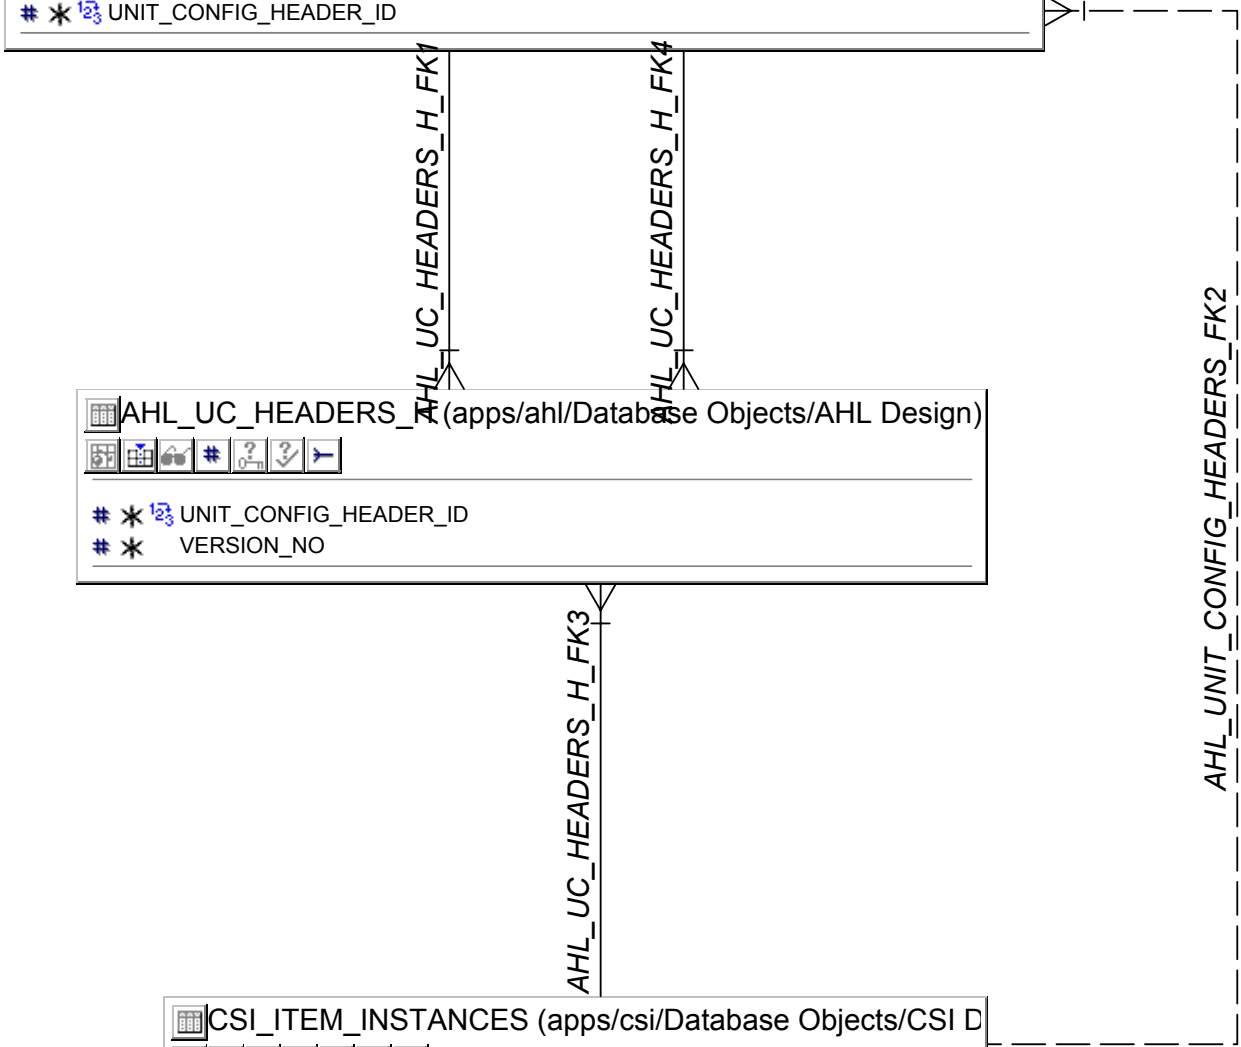 UNIT_CONFIG_HEADER_ID
AHL_UC_HEADERS_H_FK1
AHL_UC_HEADERS_H_FK4
AHL_UNIT_CONFIG_HEADERS_FK2
AHL_UC_HEADERS_H (apps/ahl/Database Objects/AHL Design)
# * 123 UNIT_CONFIG_HEADER_ID
# * VERSION_NO
AHL_UC_HEADERS_H_FK3
CSI_ITEM_INSTANCES (apps/csi/Database Objects/CSI D